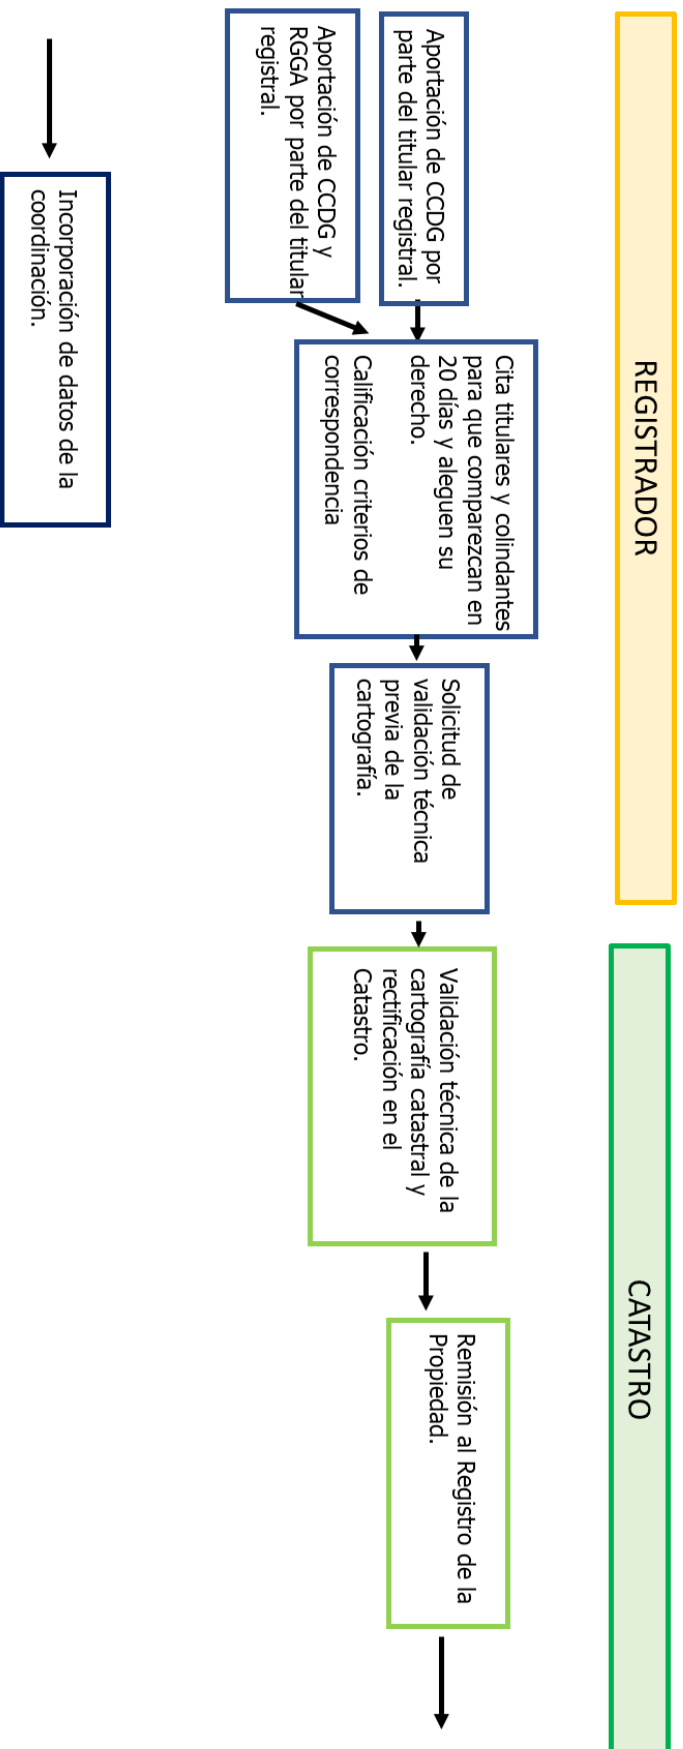 REGISTRADOR
CATASTRO
Aportación de CCDG por
parte del titular registral.
Aportación de CCDG y
RGGA por parte del titular
registral.
Cita titulares y colindantes
para que comparezcan en
20 días y aleguen su
derecho.
Calificación criterios de
correspondencia
Solicitud de
validación técnica
previa de la
cartografía.
Validación técnica de la
cartografía catastral y
rectificación en el
Catastro.
Remisión al Registro de la
Propiedad.
Incorporación de datos de la
coordinación.